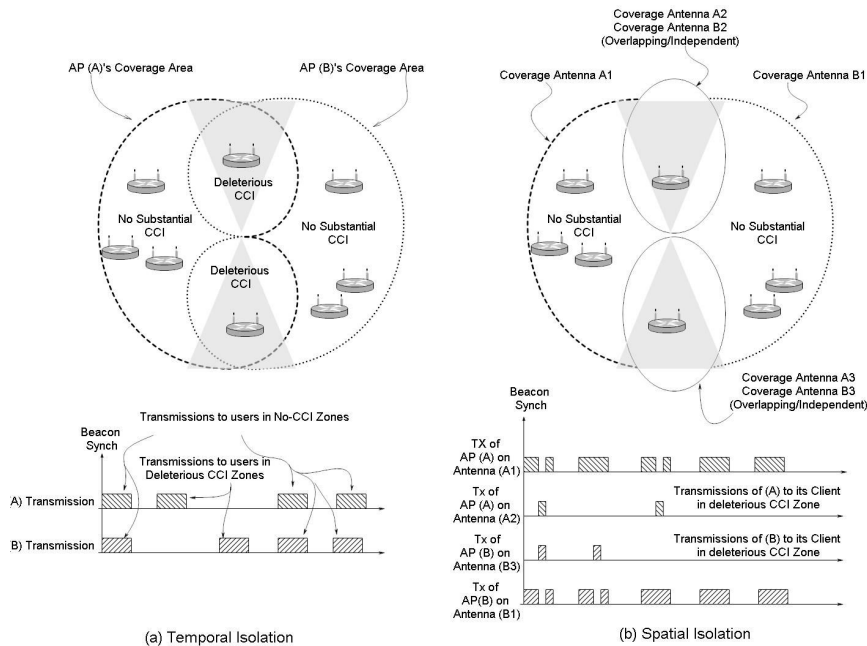 AP (A)'s Coverage Area
AP (B)'s Coverage Area
Deleterious
CCI
No Substantial
CCI
No Substantial
CCI
Deleterious
CCI
Transmissions to users in No-CCI Zones
Beacon
Synch
Transmissions to users in
Deleterious CCI Zones
A) Transmission
B) Transmission
(a) Temporal Isolation
Coverage Antenna A2
Coverage Antenna B2
(Overlapping/Independent)
Coverage Antenna A1
Coverage Antenna B1
No Substantial
CCI
No Substantial
CCI
Coverage Antenna A3
Coverage Antenna B3
(Overlapping/Independent)
Beacon
Synch
TX of
AP (A) on
Antenna (A1)
Tx of
AP (A) on
Antenna (A2)
Transmissions of (A) to its Client
in deleterious CCI Zone
Tx of
AP (B) on
Antenna (B3)
Transmissions of (B) to its Client
in deleterious CCI Zone
Tx of
AP(B) on
Antenna (B1)
(b) Spatial Isolation